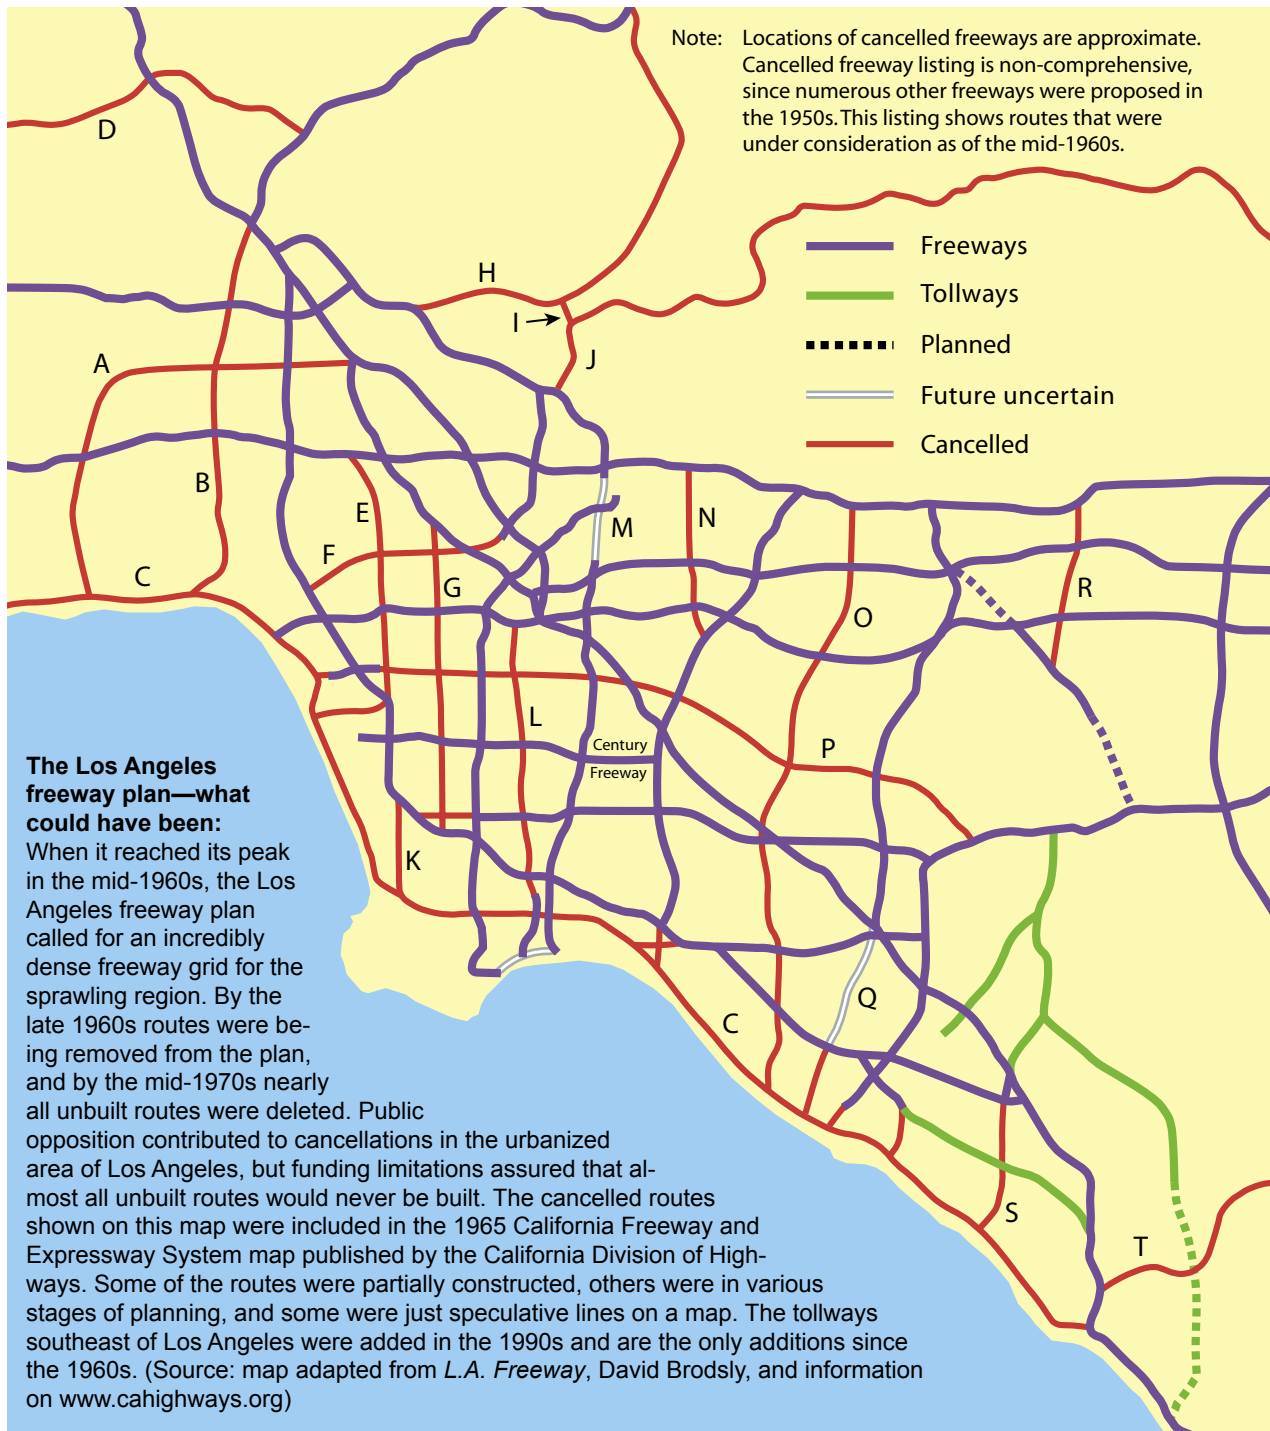 Note: Locations of cancelled freeways are approximate.
Cancelled freeway listing is non-comprehensive,
since numerous other freeways were proposed in
the 1950s. This listing shows routes that were
under consideration as of the mid-1960s.
D
Freeways
H
Tollways
I
Planned
A
J
Future uncertain
Cancelled
B
E
M
N
F
C
G
R
O
L
P
Century
Freeway
K
Q
C
S
T
The Los Angeles
freeway plan—what
could have been:
When it reached its peak
in the mid-1960s, the Los
Angeles freeway plan
called for an incredibly
dense freeway grid for the
sprawling region. By the
late 1960s routes were be-
ing removed from the plan,
and by the mid-1970s nearly
all unbuilt routes were deleted. Public
opposition contributed to cancellations in the urbanized
area of Los Angeles, but funding limitations assured that al-
most all unbuilt routes would never be built. The cancelled routes
shown on this map were included in the 1965 California Freeway and
Expressway System map published by the California Division of High-
ways. Some of the routes were partially constructed, others were in various
stages of planning, and some were just speculative lines on a map. The tollways
southeast of Los Angeles were added in the 1990s and are the only additions since
the 1960s. (Source: map adapted from L.A. Freeway, David Brodsly, and information
on www.cahighways.org)